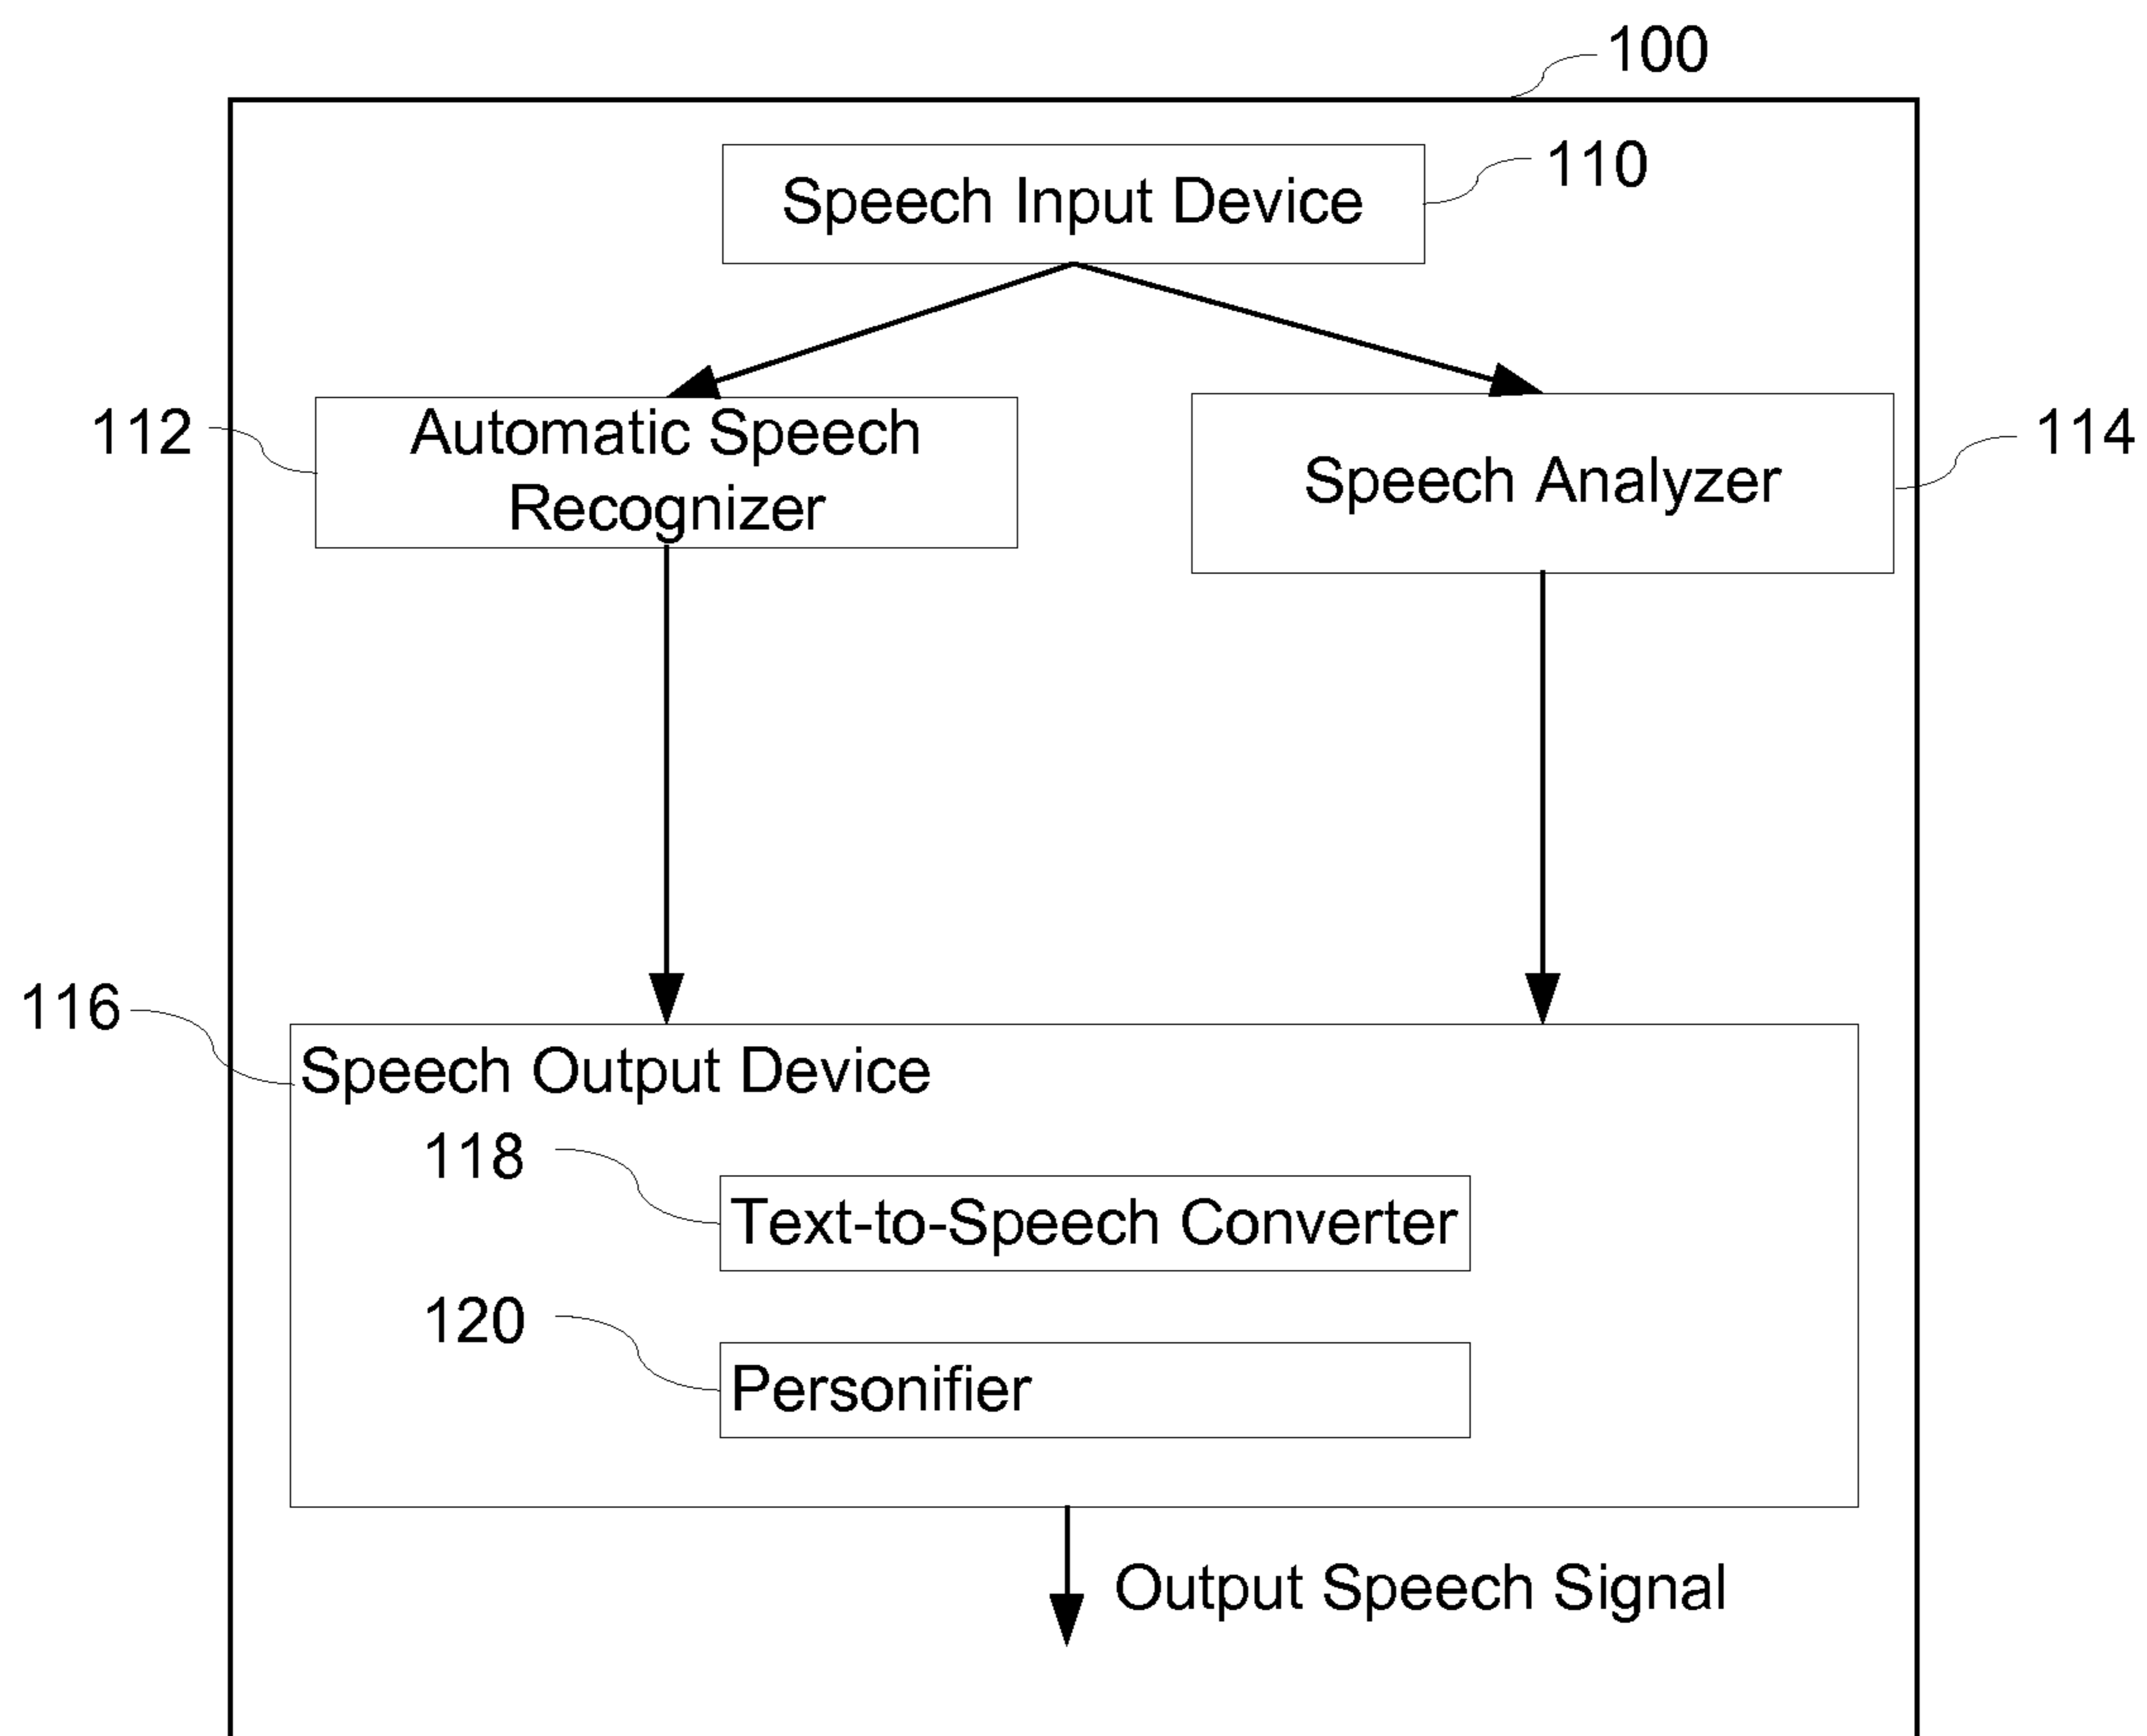 100
Speech Input Device
110
112
Automatic Speech
Recognizer
Speech Analyzer
114
116
Speech Output Device
118
Text-to-Speech Converter
120
Personifier
Output Speech Signal